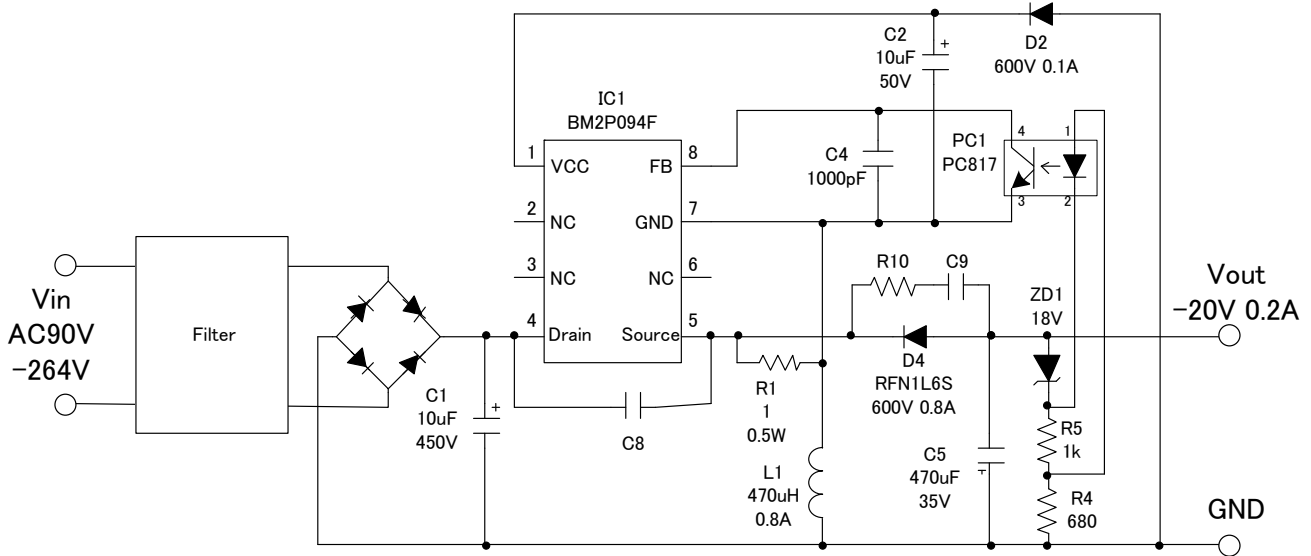 C2
10uF
50V
D2
600V 0.1A
IC1
BM2P094F
1
VCC
FB
8
2
NC
GND
7
3
NC
NC
6
4
Drain
Source
5
C4
1000pF
PC1
PC817
4
1
3
2
Vin
AC90V
-264V
Filter
C1
10uF
450V
+
+
C8
R1
1
0.5W
L1
470uH
0.8A
R10
C9
D4
RFN1L6S
600V 0.8A
C5
470uF
35V
+
ZD1
18V
R5
1k
R4
680
Vout
-20V 0.2A
GND